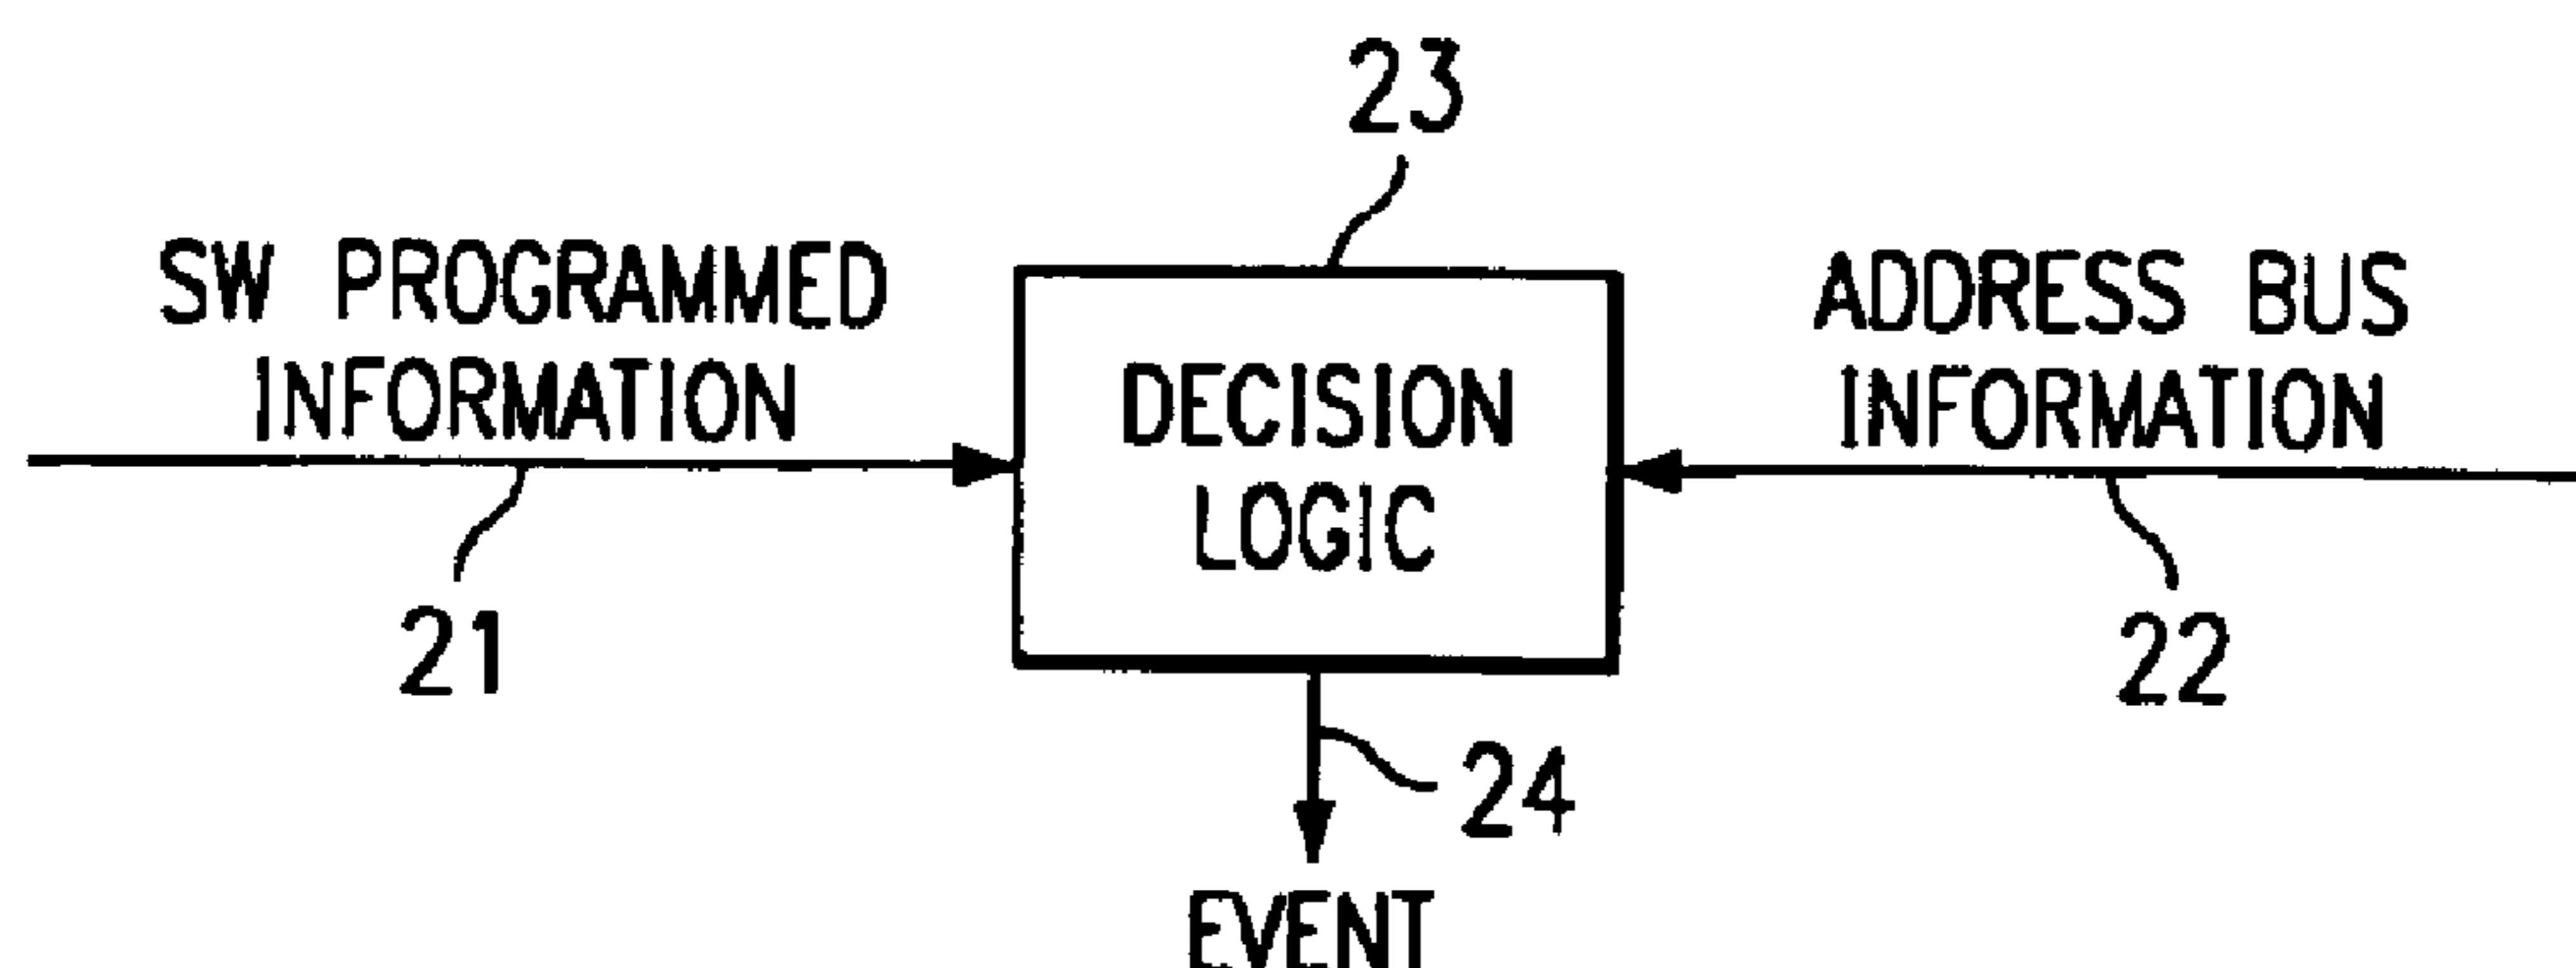 23
SW PROGRAMMED
INFORMATION
ADDRESS BUS
INFORMATION
DECISION
LOGIC
21
22
24
EVENT